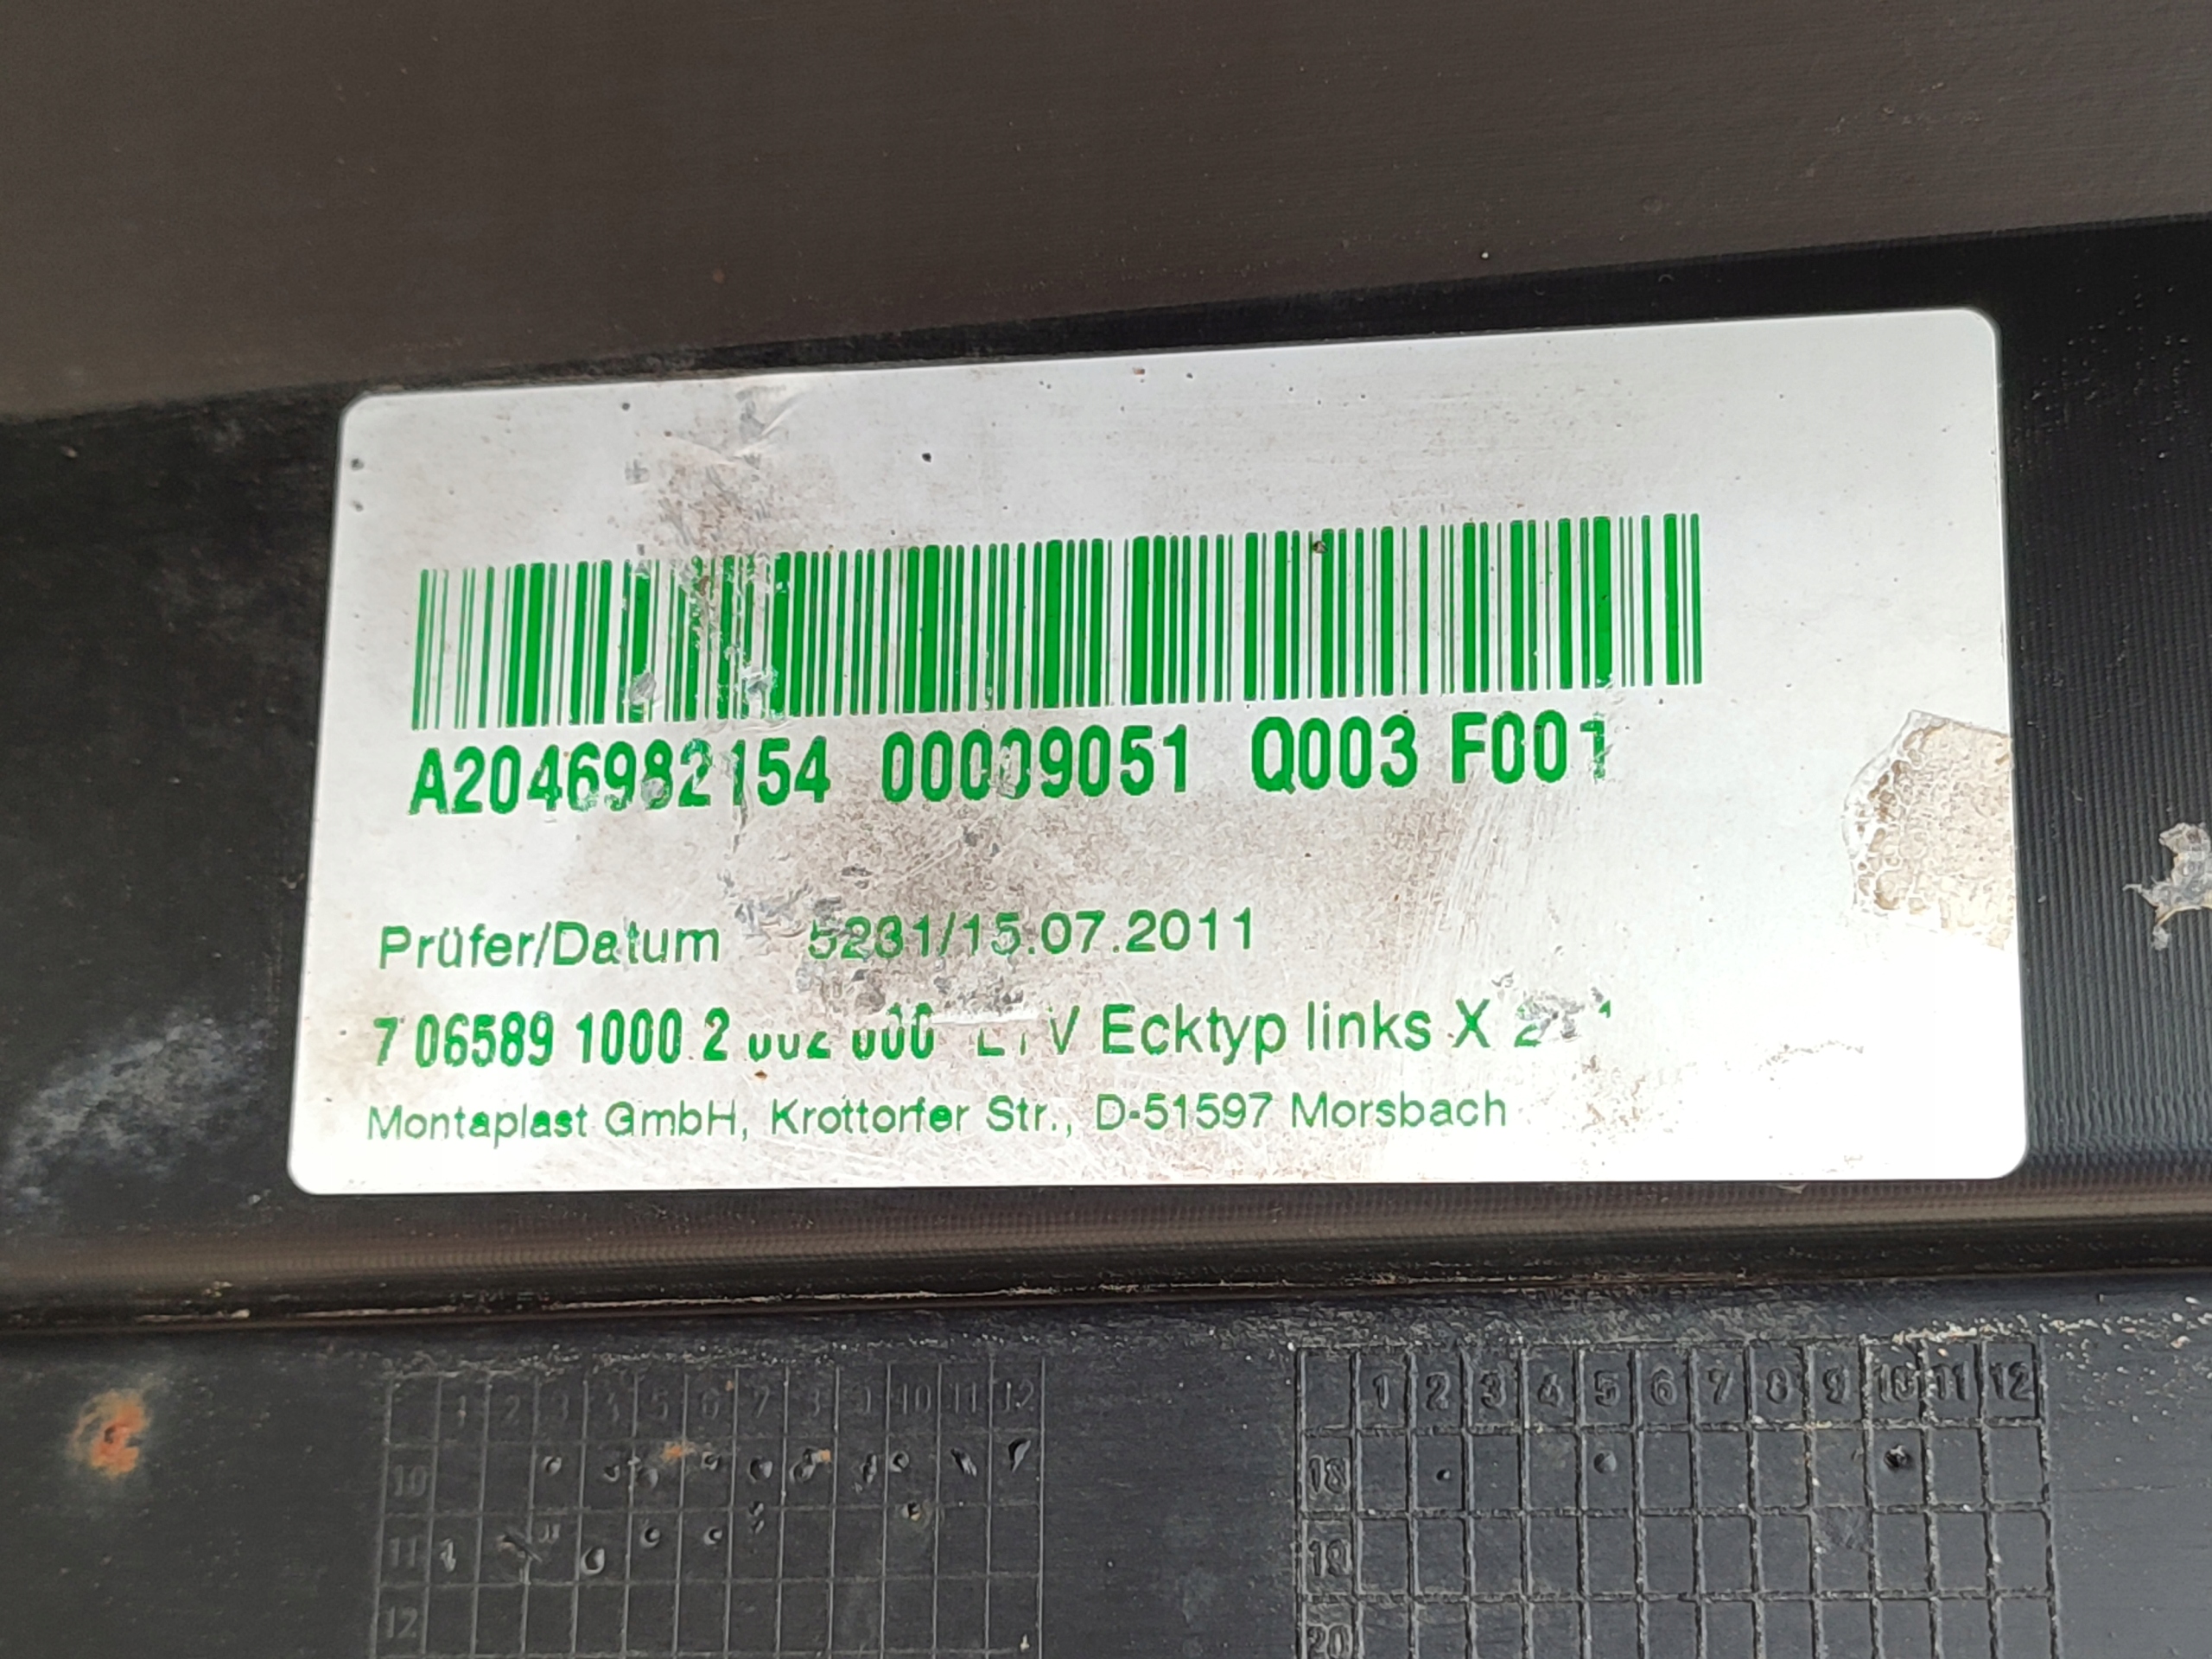 A2046982154 00009051 Q003 F001
Prüfer/Datum 5231/15.07.2011
7 06589 1000 2 002 000 Ecktyp links X
Montaplast GmbH, Krottorfer Str., D-51597 Morsbach
1 2 3 4 5 6 7 8 9 10 11 12
10
11
12
1 2 3 4 5 6 7 8 9 10 11 12
18
19
20